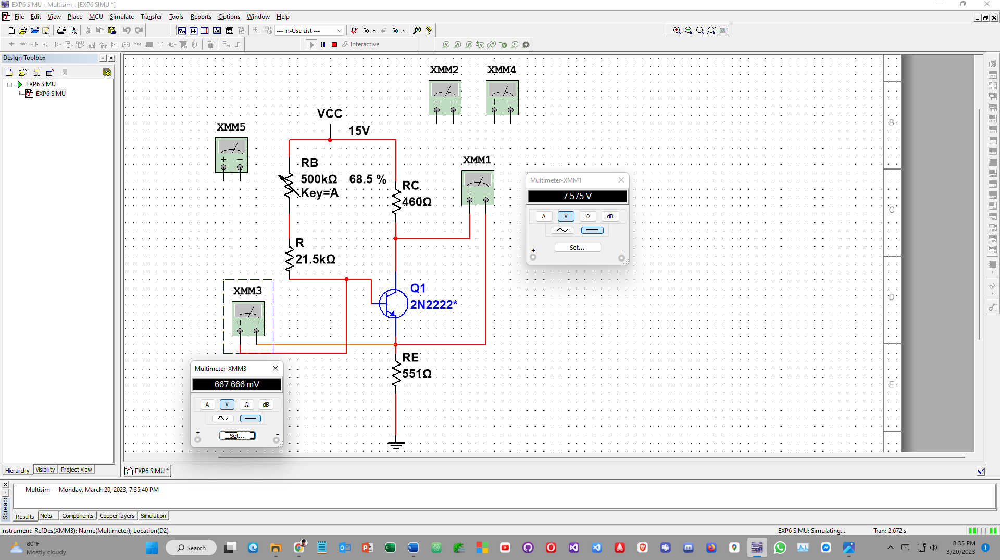 EXP6 SIMU - Multisim - [EXP6 SIMU *]
File Edit View Place MCU Simulate Transfer Tools Reports Options Window Help
--- In-Use List ---
Interactive
Design Toolbox
EXP6 SIMU
EXP6 SIMU
XMM2
XMM4
VCC
15V
XMM5
RB
500kΩ 68.5 %
Key=A
RC
460Ω
XMM1
Multimeter-XMM1
7.575 V
A V Ω dB
Set...
+ −
R
21.5kΩ
XMM3
Q1
2N2222*
RE
551Ω
Multimeter-XMM3
667.666 mV
A V Ω dB
Set...
+ −
B
C
D
E
Hierarchy Visibility Project View
EXP6 SIMU *
Multisim - Monday, March 20, 2023, 7:35:40 PM
Spread:
Results Nets Components Copper layers Simulation
Instrument: RefDes(XMM3); Name(Multimeter); Location(D2)
EXP6 SIMU: Simulating...
Tran: 2.672 s
80°F
Mostly cloudy
Search
8:35 PM
3/20/2023
1